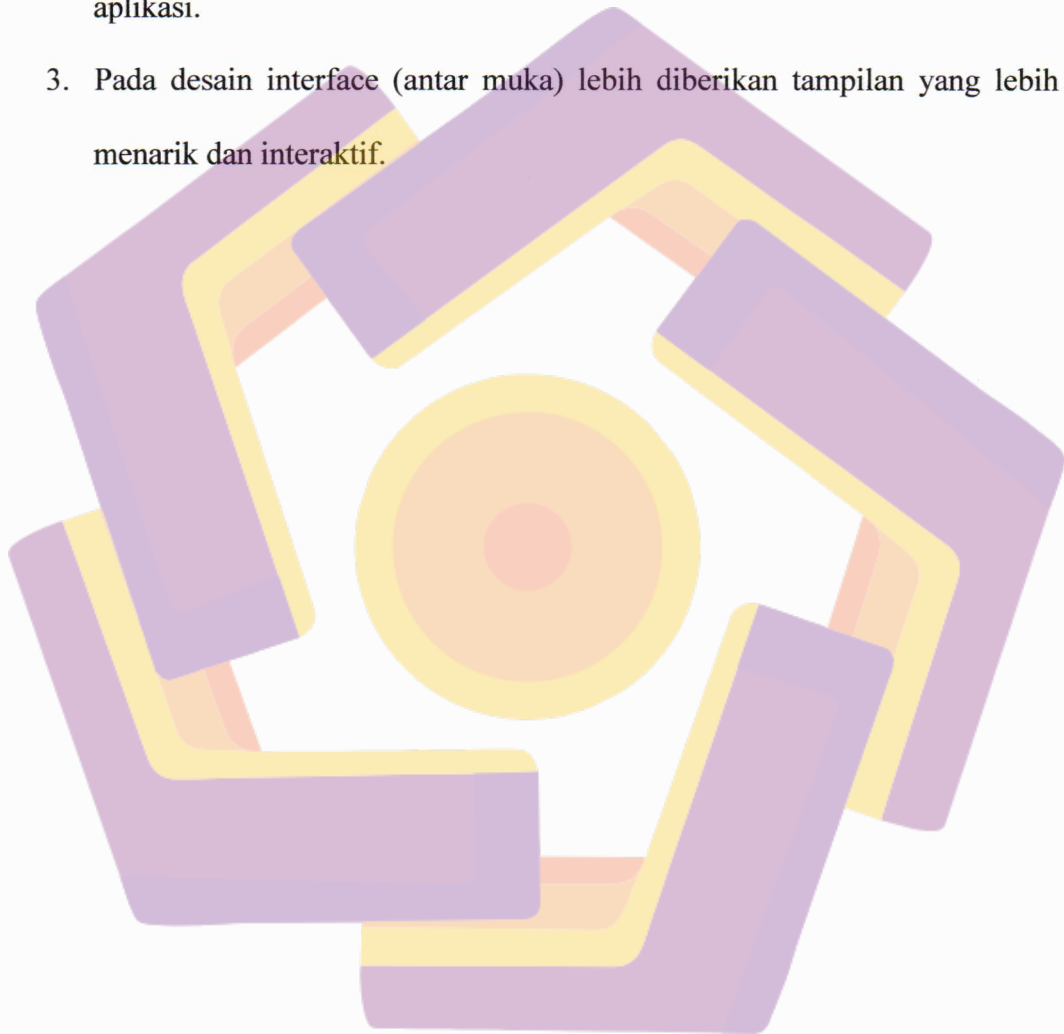 aplikasi.
3. Pada desain interface (antar muka) lebih diberikan tampilan yang lebih
menarik dan interaktif.